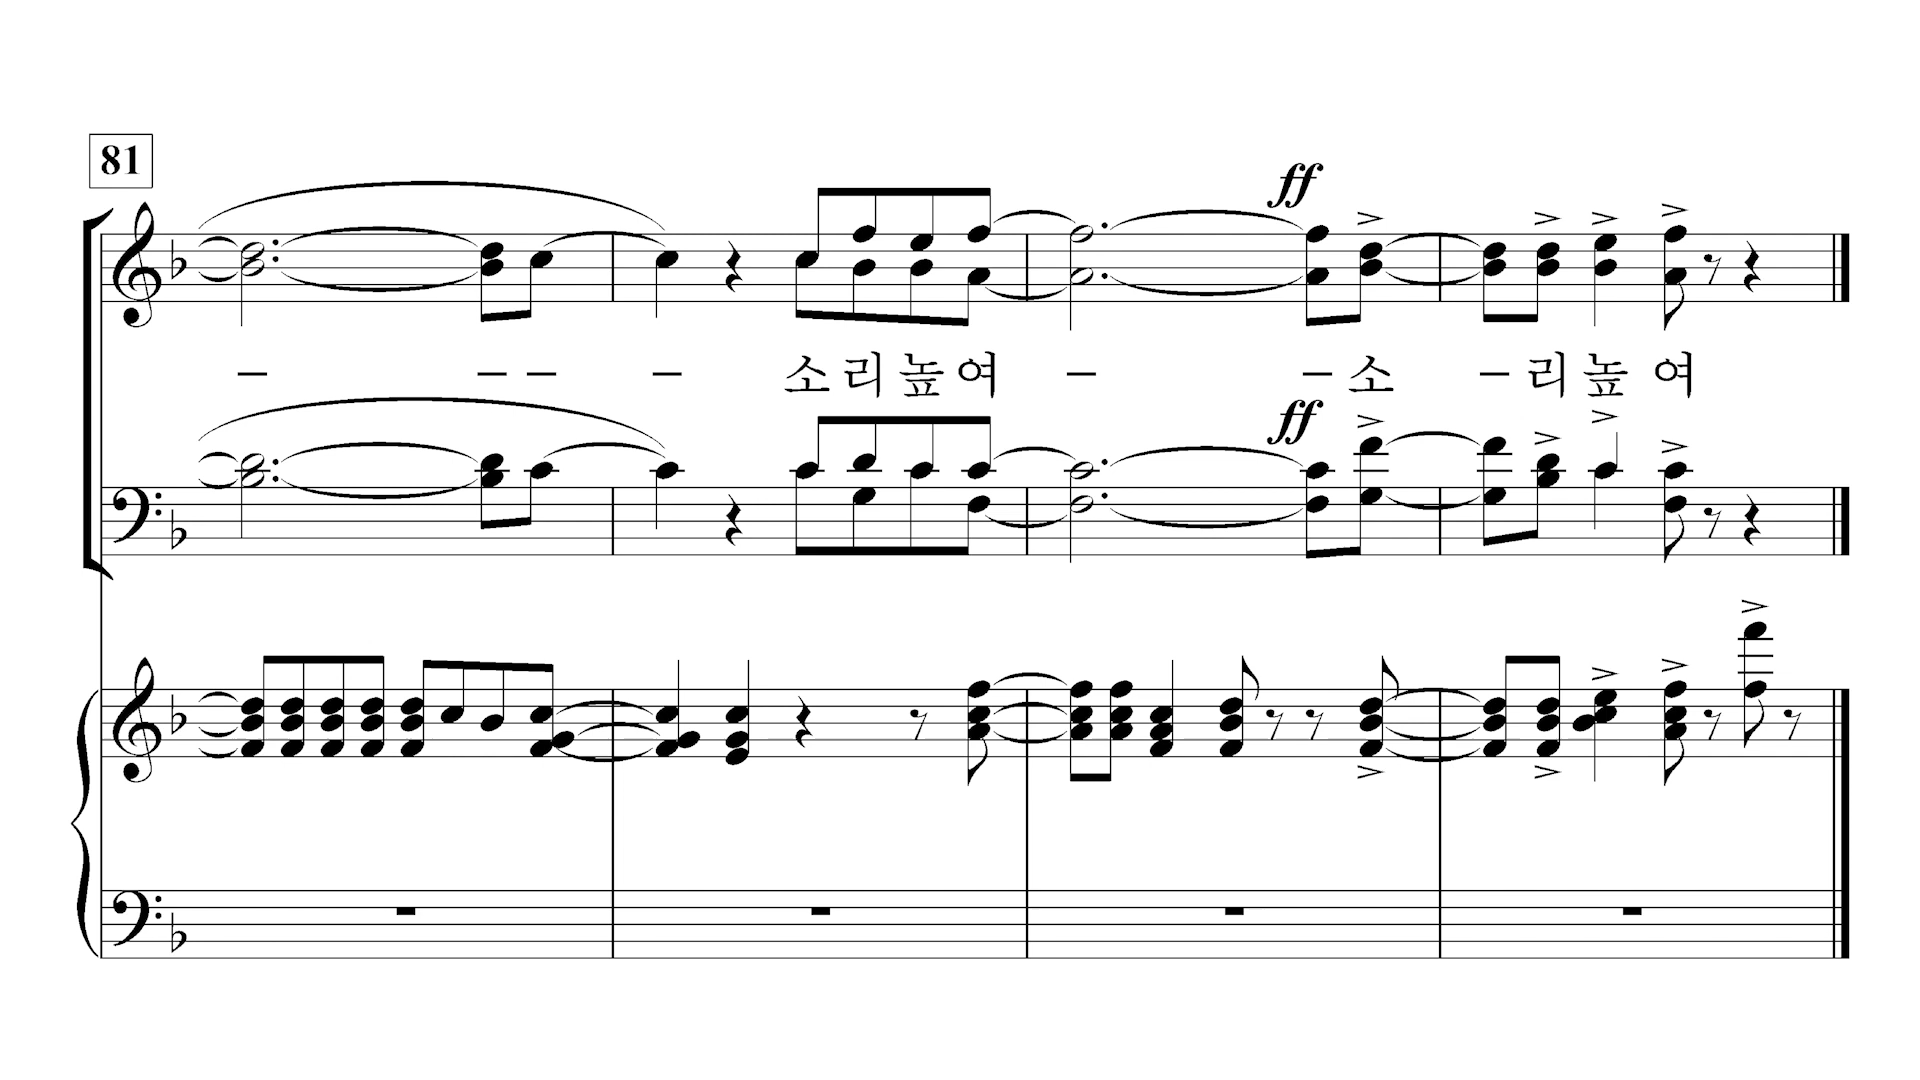 81
ff
– – – – 소 리 높 여 – – 소 – 리 높 여
ff